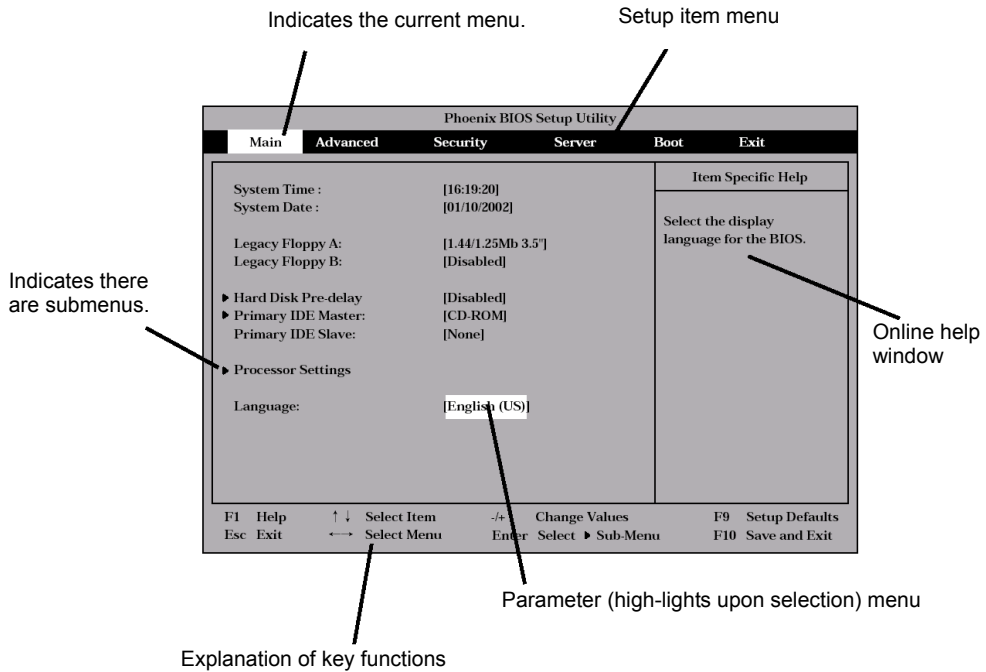 Indicates the current menu.
Setup item menu
Phoenix BIOS Setup Utility
Main Advanced Security Server Boot Exit
Item Specific Help
System Time : [16:19:20]
System Date : [01/10/2002]
Select the display
language for the BIOS.
Legacy Floppy A: [1.44/1.25Mb 3.5"]
Legacy Floppy B: [Disabled]
Indicates there
are submenus.
▶ Hard Disk Pre-delay [Disabled]
▶ Primary IDE Master: [CD-ROM]
Primary IDE Slave: [None]
Online help
window
▶ Processor Settings
Language: [English (US)]
F1 Help ↑ ↓ Select Item -/+ Change Values F9 Setup Defaults
Esc Exit ←→ Select Menu Enter Select ▶ Sub-Menu F10 Save and Exit
Parameter (high-lights upon selection) menu
Explanation of key functions